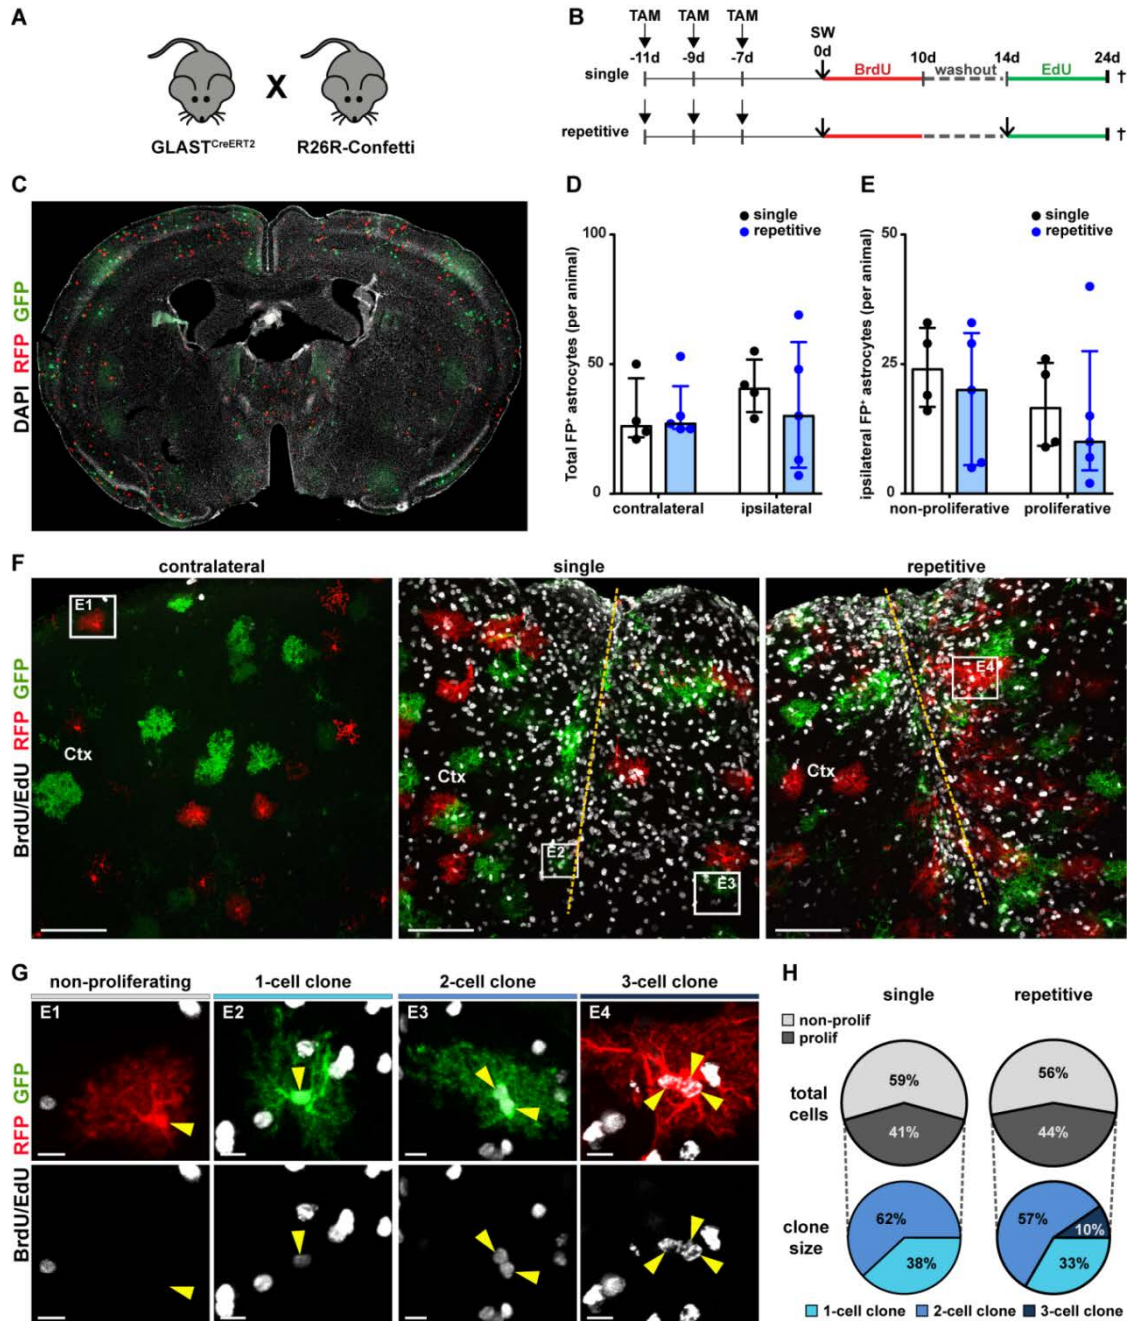 A
X
GLASTCreERT2
R26R-Confetti
B
TAM TAM TAM
SW
-11d -9d -7d 0d 10d 14d 24d
single
BrdU washout EdU †
repetitive †
C
DAPI RFP GFP
D
single
repetitive
Total FP+ astrocytes (per animal)
100
50
0
contralateral ipsilateral
E
single
repetitive
ipsilateral FP+ astrocytes (per animal)
50
25
0
non-proliferative proliferative
F
BrdU/EdU RFP GFP
contralateral single repetitive
E1
Ctx
Ctx
E2
E3
E4
Ctx
G
non-proliferating 1-cell clone 2-cell clone 3-cell clone
RFP GFP
E1 E2 E3 E4
BrdU/EdU
H
single repetitive
non-prolif
prolif
total cells
59% 56%
41% 44%
clone size
62% 57% 10%
38% 33%
1-cell clone 2-cell clone 3-cell clone